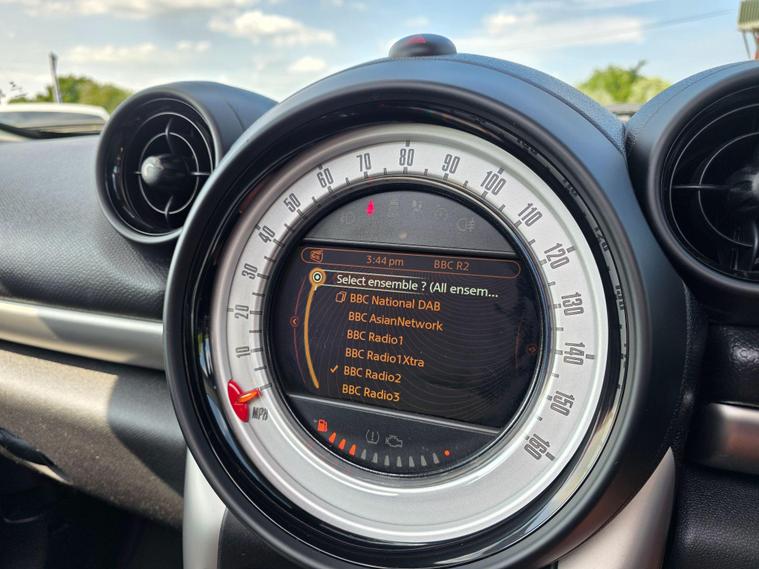 10
20
30
40
50
60
70
80
90
100
110
120
130
140
150
160
MPH
3:44 pm BBC R2
Select ensemble ? (All ensem...
BBC National DAB
BBC AsianNetwork
BBC Radio1
BBC Radio1Xtra
BBC Radio2
BBC Radio3